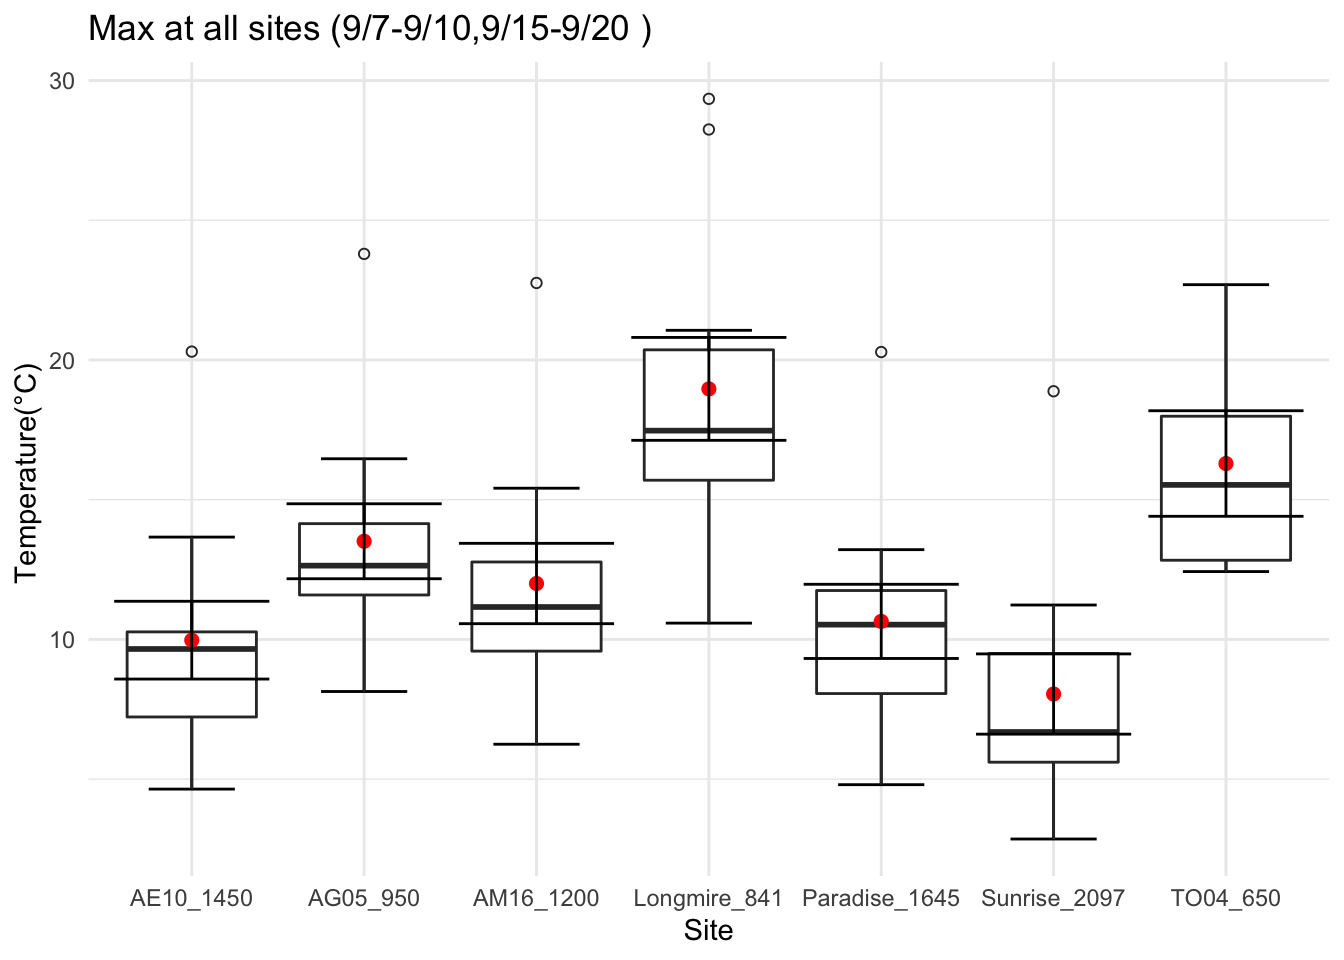 Max at all sites (9/7-9/10,9/15-9/20 )
30
20
10
Temperature(°C)
AE10_1450
AG05_950
AM16_1200
Longmire_841
Paradise_1645
Sunrise_2097
TO04_650
Site